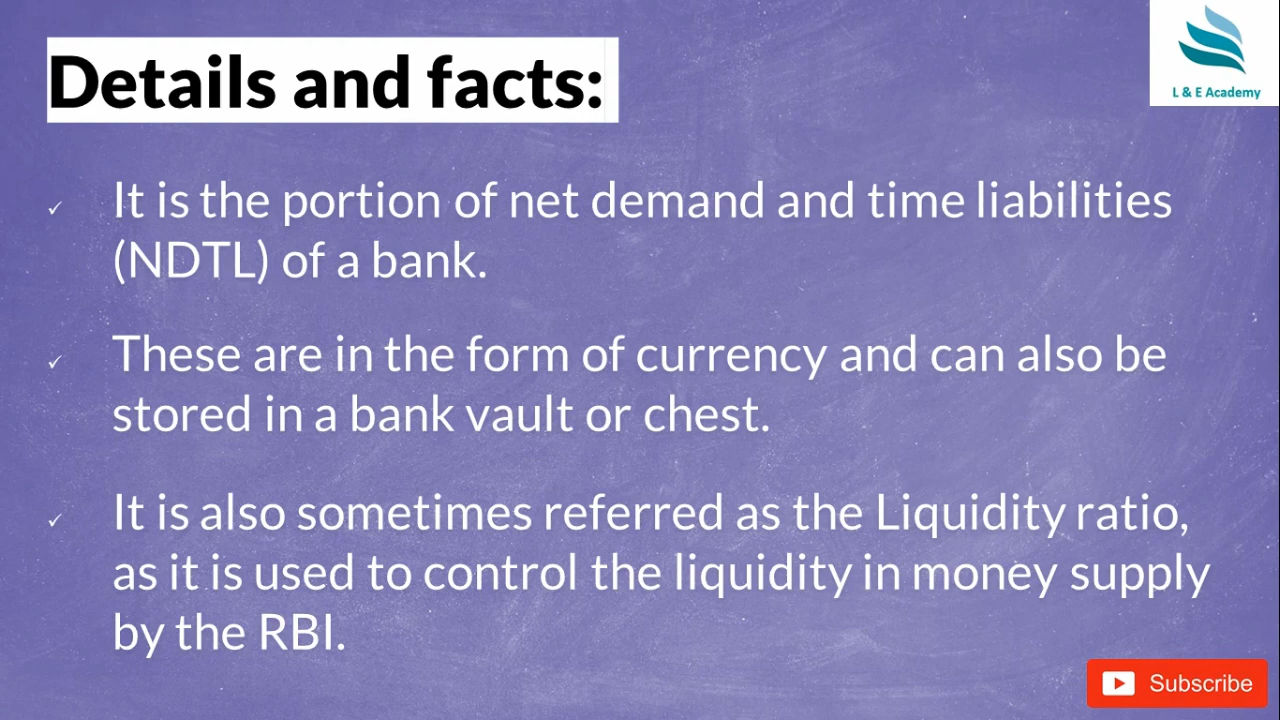 Details and facts:
L & E Academy
✓ It is the portion of net demand and time liabilities
(NDTL) of a bank.
✓ These are in the form of currency and can also be
stored in a bank vault or chest.
✓ It is also sometimes referred as the Liquidity ratio,
as it is used to control the liquidity in money supply
by the RBI.
Subscribe